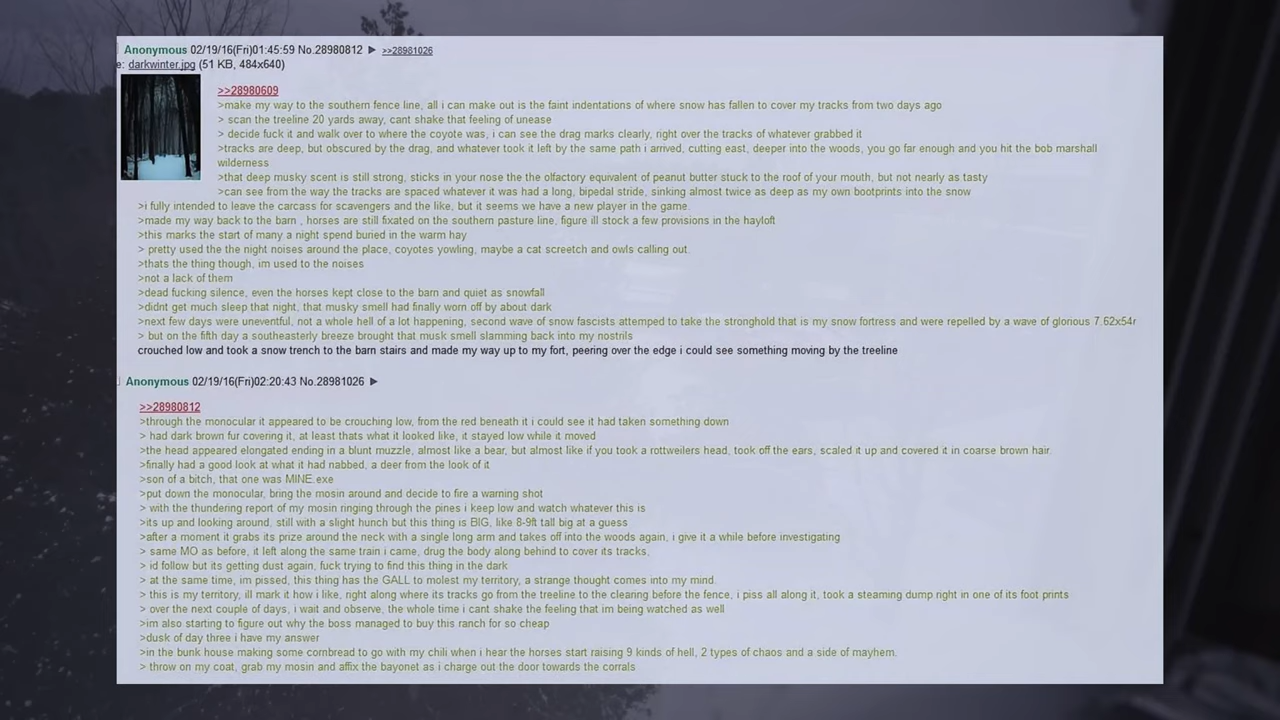 Anonymous 02/19/16(Fri)01:45:59 No.28980812 ▶ >>28981026
e: darkwinter.jpg (51 KB, 484x640)
>>28980609
>make my way to the southern fence line, all i can make out is the faint indentations of where snow has fallen to cover my tracks from two days ago
> scan the treeline 20 yards away, cant shake that feeling of unease
> decide fuck it and walk over to where the coyote was, i can see the drag marks clearly, right over the tracks of whatever grabbed it
>tracks are deep, but obscured by the drag, and whatever took it left by the same path i arrived, cutting east, deeper into the woods, you go far enough and you hit the bob marshall
wilderness
>that deep musky scent is still strong, sticks in your nose the the olfactory equivalent of peanut butter stuck to the roof of your mouth, but not nearly as tasty
>can see from the way the tracks are spaced whatever it was had a long, bipedal stride, sinking almost twice as deep as my own bootprints into the snow
>i fully intended to leave the carcass for scavengers and the like, but it seems we have a new player in the game.
>made my way back to the barn , horses are still fixated on the southern pasture line, figure ill stock a few provisions in the hayloft
>this marks the start of many a night spend buried in the warm hay
> pretty used the the night noises around the place, coyotes yowling, maybe a cat screetch and owls calling out.
>thats the thing though, im used to the noises
>not a lack of them
>dead fucking silence, even the horses kept close to the barn and quiet as snowfall
>didnt get much sleep that night, that musky smell had finally worn off by about dark
>next few days were uneventful, not a whole hell of a lot happening, second wave of snow fascists attemped to take the stronghold that is my snow fortress and were repelled by a wave of glorious 7.62x54r
> but on the fifth day a southeasterly breeze brought that musk smell slamming back into my nostrils
crouched low and took a snow trench to the barn stairs and made my way up to my fort, peering over the edge i could see something moving by the treeline
Anonymous 02/19/16(Fri)02:20:43 No.28981026 ▶
>>28980812
>through the monocular it appeared to be crouching low, from the red beneath it i could see it had taken something down
> had dark brown fur covering it, at least thats what it looked like, it stayed low while it moved
>the head appeared elongated ending in a blunt muzzle, almost like a bear, but almost like if you took a rottweilers head, took off the ears, scaled it up and covered it in coarse brown hair.
>finally had a good look at what it had nabbed, a deer from the look of it
>son of a bitch, that one was MINE.exe
>put down the monocular, bring the mosin around and decide to fire a warning shot
> with the thundering report of my mosin ringing through the pines i keep low and watch whatever this is
>its up and looking around, still with a slight hunch but this thing is BIG, like 8-9ft tall big at a guess
>after a moment it grabs its prize around the neck with a single long arm and takes off into the woods again, i give it a while before investigating
> same MO as before, it left along the same train i came, drug the body along behind to cover its tracks,
> id follow but its getting dust again, fuck trying to find this thing in the dark
> at the same time, im pissed, this thing has the GALL to molest my territory, a strange thought comes into my mind.
> this is my territory, ill mark it how i like, right along where its tracks go from the treeline to the clearing before the fence, i piss all along it, took a steaming dump right in one of its foot prints
> over the next couple of days, i wait and observe, the whole time i cant shake the feeling that im being watched as well
>im also starting to figure out why the boss managed to buy this ranch for so cheap
>dusk of day three i have my answer
>in the bunk house making some cornbread to go with my chili when i hear the horses start raising 9 kinds of hell, 2 types of chaos and a side of mayhem.
> throw on my coat, grab my mosin and affix the bayonet as i charge out the door towards the corrals